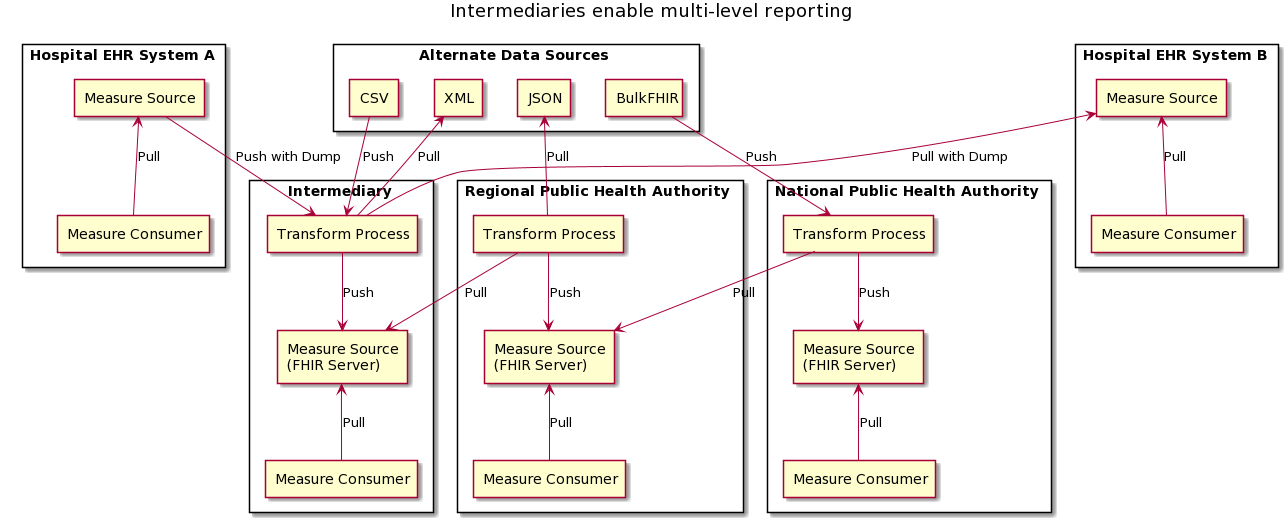 Intermediaries enable multi-level reporting
Hospital EHR System A
Alternate Data Sources
Hospital EHR System B
Measure Source
CSV
XML
JSON
BulkFHIR
Measure Source
Pull
Push with Dump
Push
Pull
Pull
Push
Pull with Dump
Pull
Intermediary
Regional Public Health Authority
National Public Health Authority
Measure Consumer
Transform Process
Transform Process
Transform Process
Measure Consumer
Push
Pull
Push
Pull
Push
Measure Source
(FHIR Server)
Measure Source
(FHIR Server)
Measure Source
(FHIR Server)
Pull
Pull
Pull
Measure Consumer
Measure Consumer
Measure Consumer